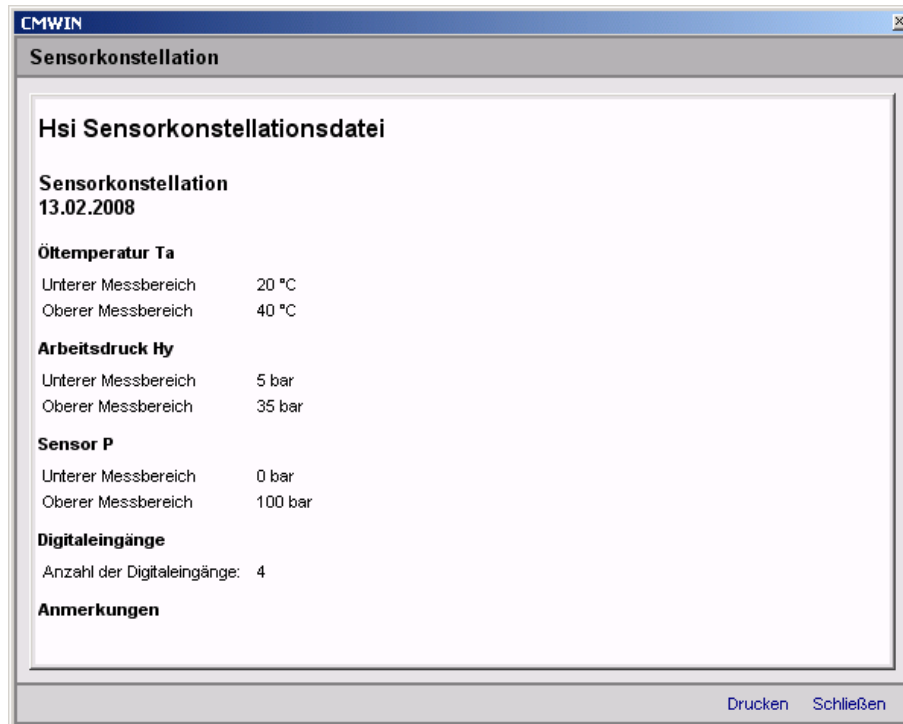 CMWIN
Sensorkonstellation
Hsi Sensorkonstellationsdatei
Sensorkonstellation
13.02.2008
Öltemperatur Ta
Unterer Messbereich 20 °C
Oberer Messbereich 40 °C
Arbeitsdruck Hy
Unterer Messbereich 5 bar
Oberer Messbereich 35 bar
Sensor P
Unterer Messbereich 0 bar
Oberer Messbereich 100 bar
Digitaleingänge
Anzahl der Digitaleingänge: 4
Anmerkungen
Drucken Schließen